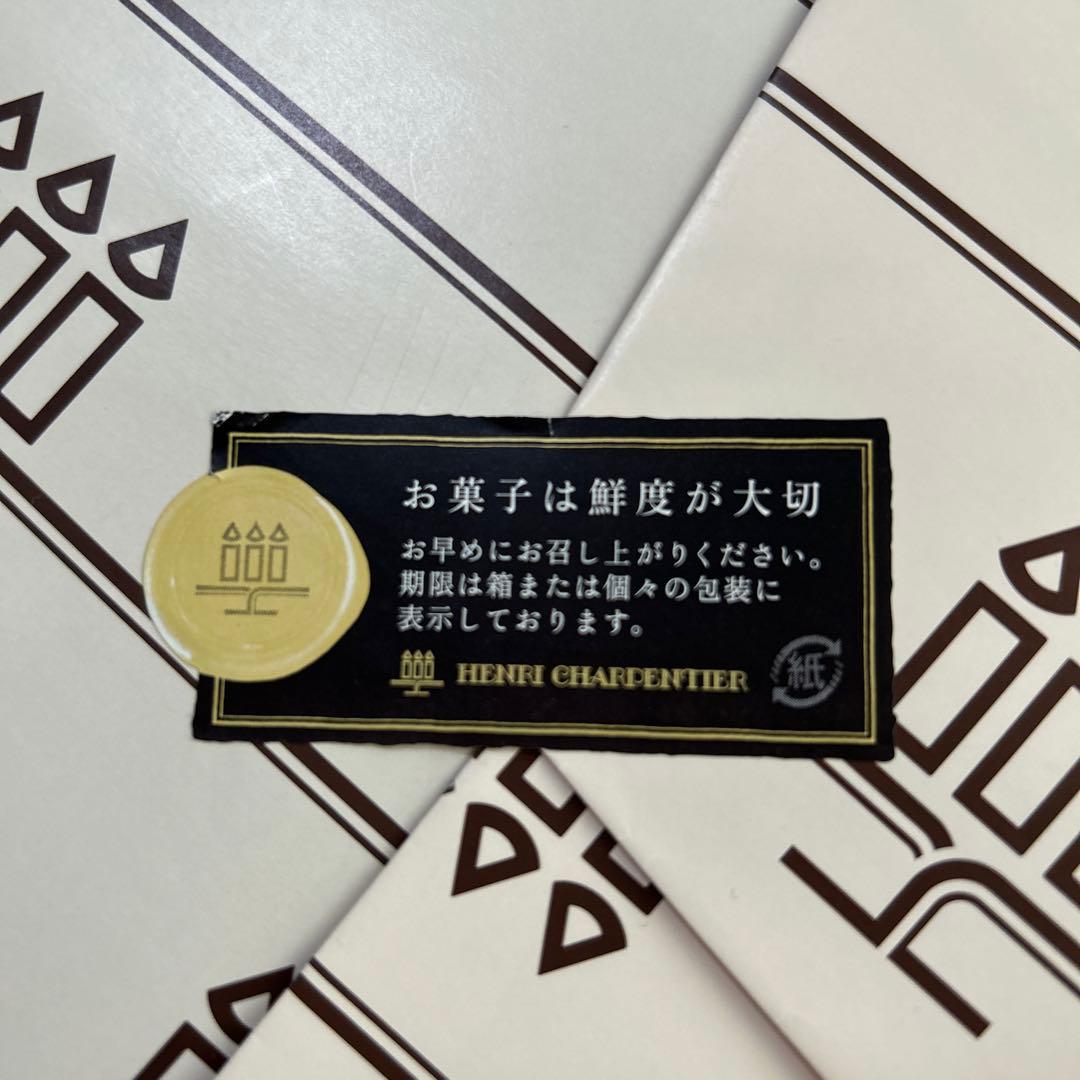 お菓子は鮮度が大切
お早めにお召し上がりください。
期限は箱または個々の包装に
表示しております。
HENRI CHARPENTIER
紙